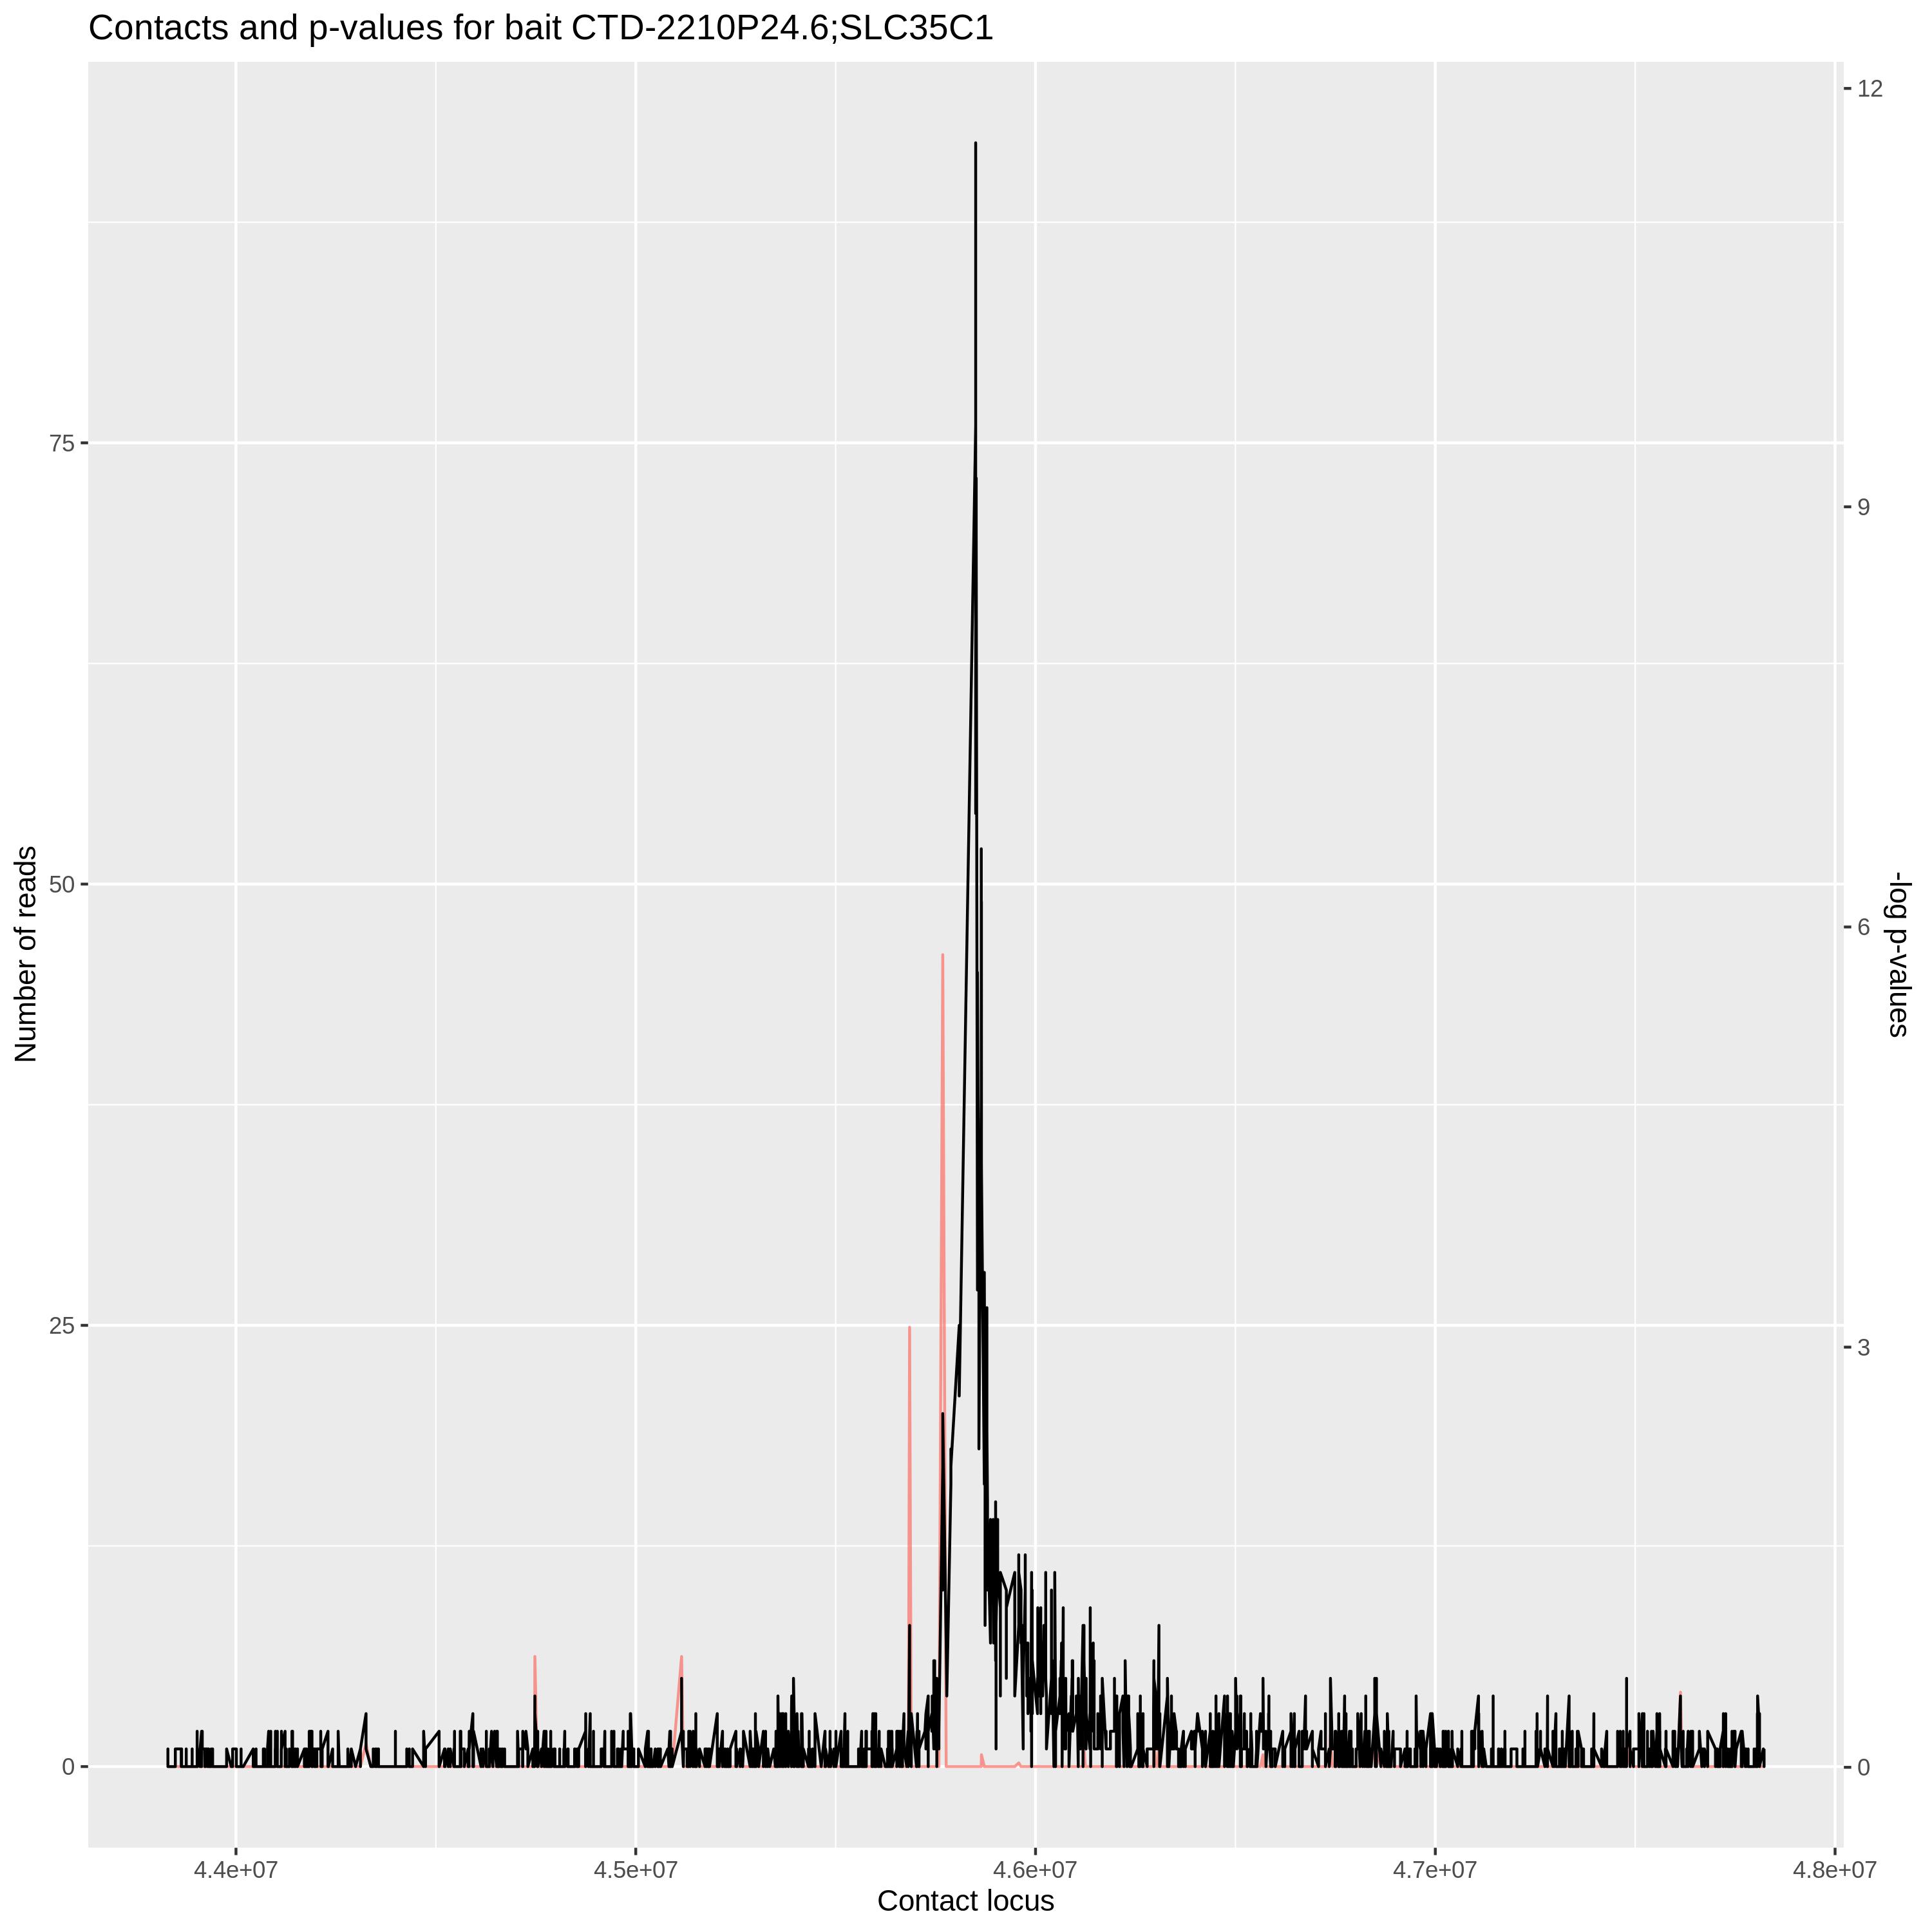 Contacts and p-values for bait CTD-2210P24.6;SLC35C1
12
75
9
50
6
25
3
0
0
Number of reads
-log p-values
4.4e+07
4.5e+07
4.6e+07
4.7e+07
4.8e+07
Contact locus